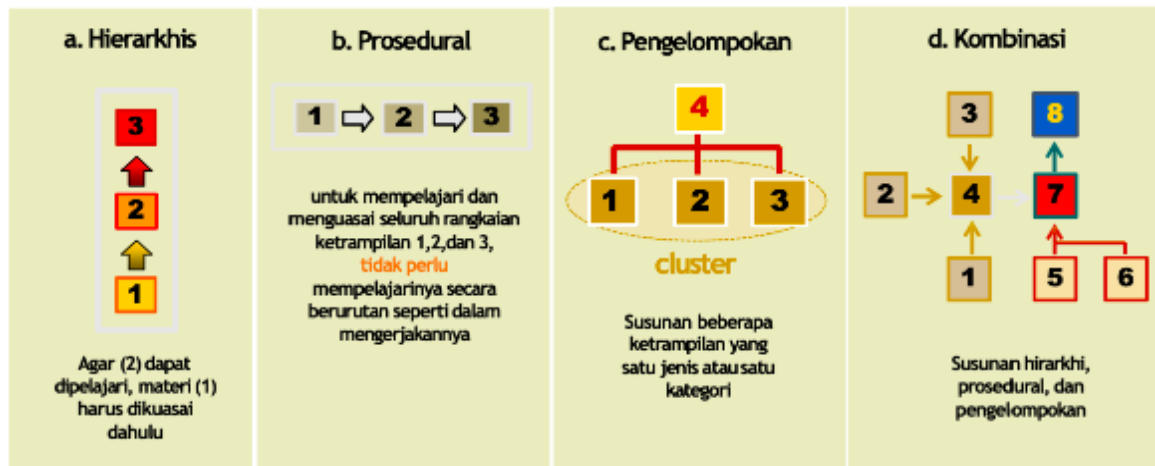 a. Hierarkhis
3
2
1
Agar (2) dapat
dipelajari, materi (1)
harus dikuasai
dahulu
b. Prosedural
1 2 3
untuk mempelajari dan
menguasai seluruh rangkaian
ketrampilan 1,2,dan 3,
tidak perlu
mempelajarinya secara
berurutan seperti dalam
mengerjakannya
c. Pengelompokan
4
1 2 3
cluster
Susunan beberapa
ketrampilan yang
satu jenis atau satu
kategori
d. Kombinasi
3 8
2 4 7
1 5 6
Susunan hirarkhi,
prosedural, dan
pengelompokan